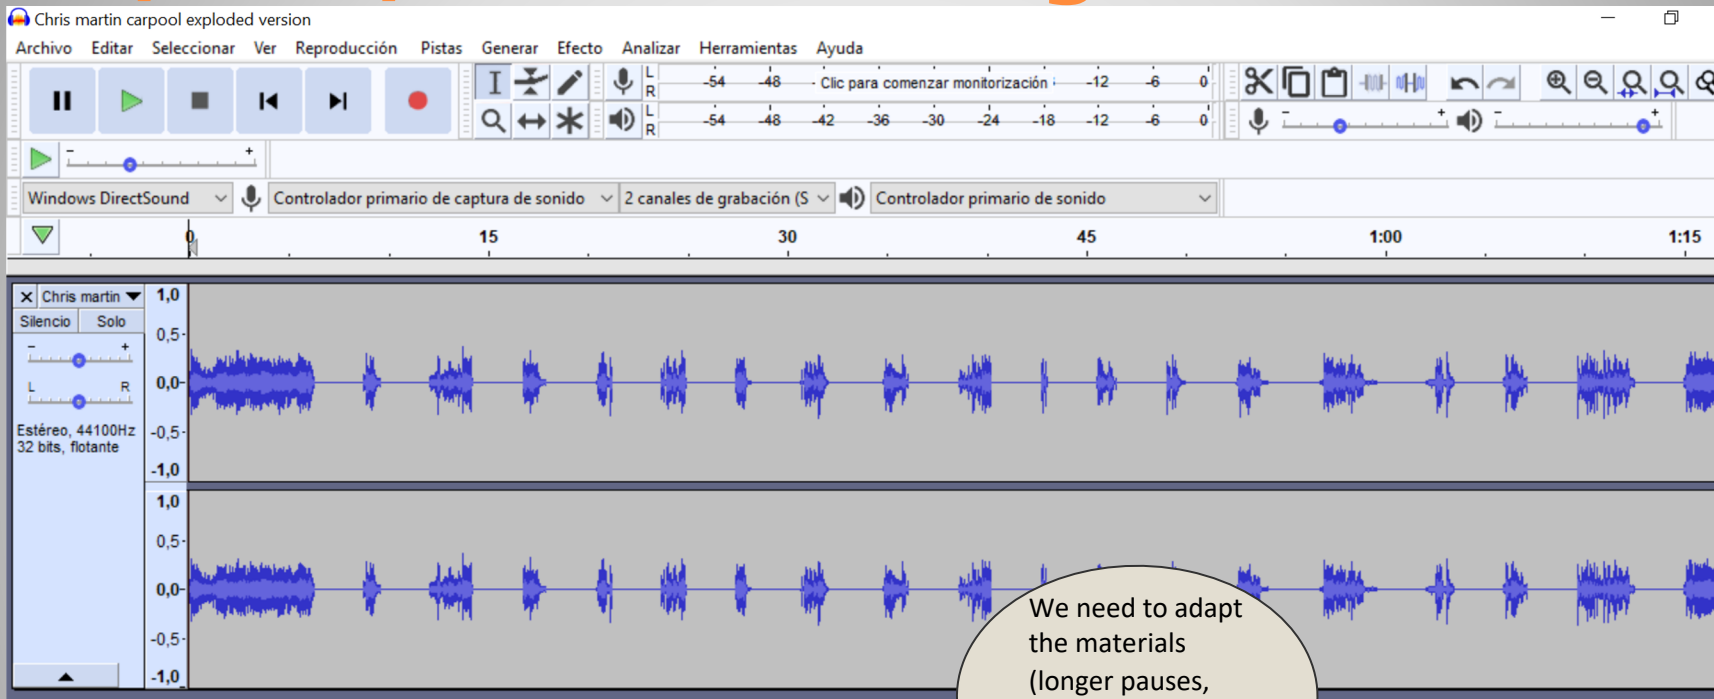 Chris martin carpool exploded version
Archivo Editar Seleccionar Ver Reproducción Pistas Generar Efecto Analizar Herramientas Ayuda
L
R
-54 -48 - Clic para comenzar monitorización -12 -6 0
L
R
-54 -48 -42 -36 -30 -24 -18 -12 -6 0
- +
- +
- +
Windows DirectSound Controlador primario de captura de sonido 2 canales de grabación (S Controlador primario de sonido
0 15 30 45 1:00 1:15
Chris martin 1,0
Silencio Solo
0,5
- +
0,0
L R
Estéreo, 44100Hz -0,5
32 bits, flotante
-1,0
1,0
0,5
0,0
-0,5
-1,0
We need to adapt
the materials
(longer pauses,